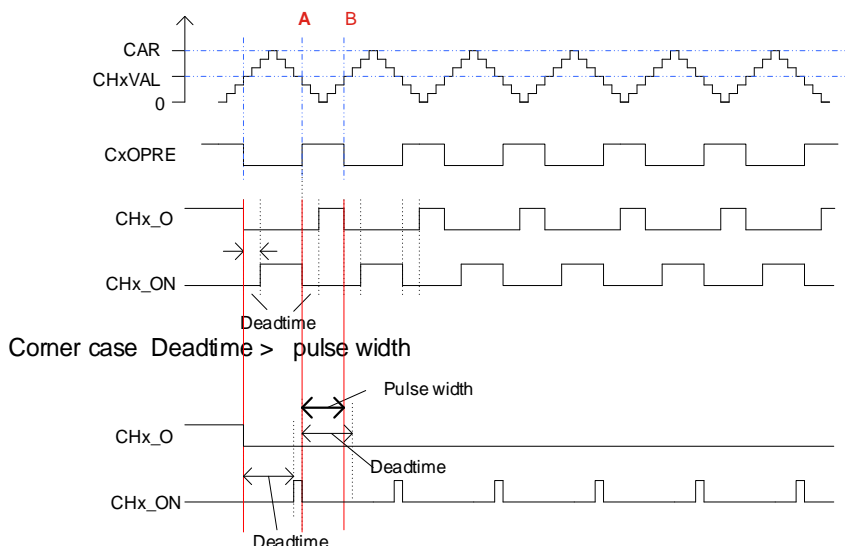 A B
CAR
CHxVAL
0
CxOPRE
CHx_O
CHx_ON
Deadtime
Corner case Deadtime > pulse width
Pulse width
CHx_O
Deadtime
CHx_ON
Deadtime